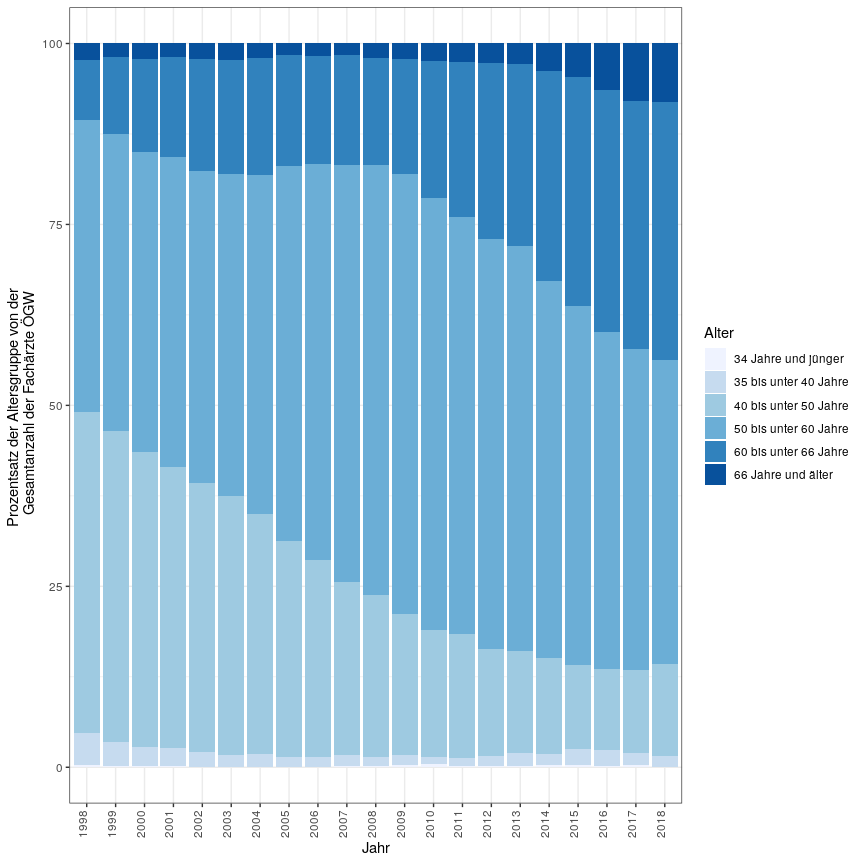 Prozentsatz der Altersgruppe von der
Gesamtanzahl der Fachärzte ÖGW
100
75
50
25
0
1998
1999
2000
2001
2002
2003
2004
2005
2006
2007
2008
2009
2010
2011
2012
2013
2014
2015
2016
2017
2018
Jahr
Alter
34 Jahre und jünger
35 bis unter 40 Jahre
40 bis unter 50 Jahre
50 bis unter 60 Jahre
60 bis unter 66 Jahre
66 Jahre und älter